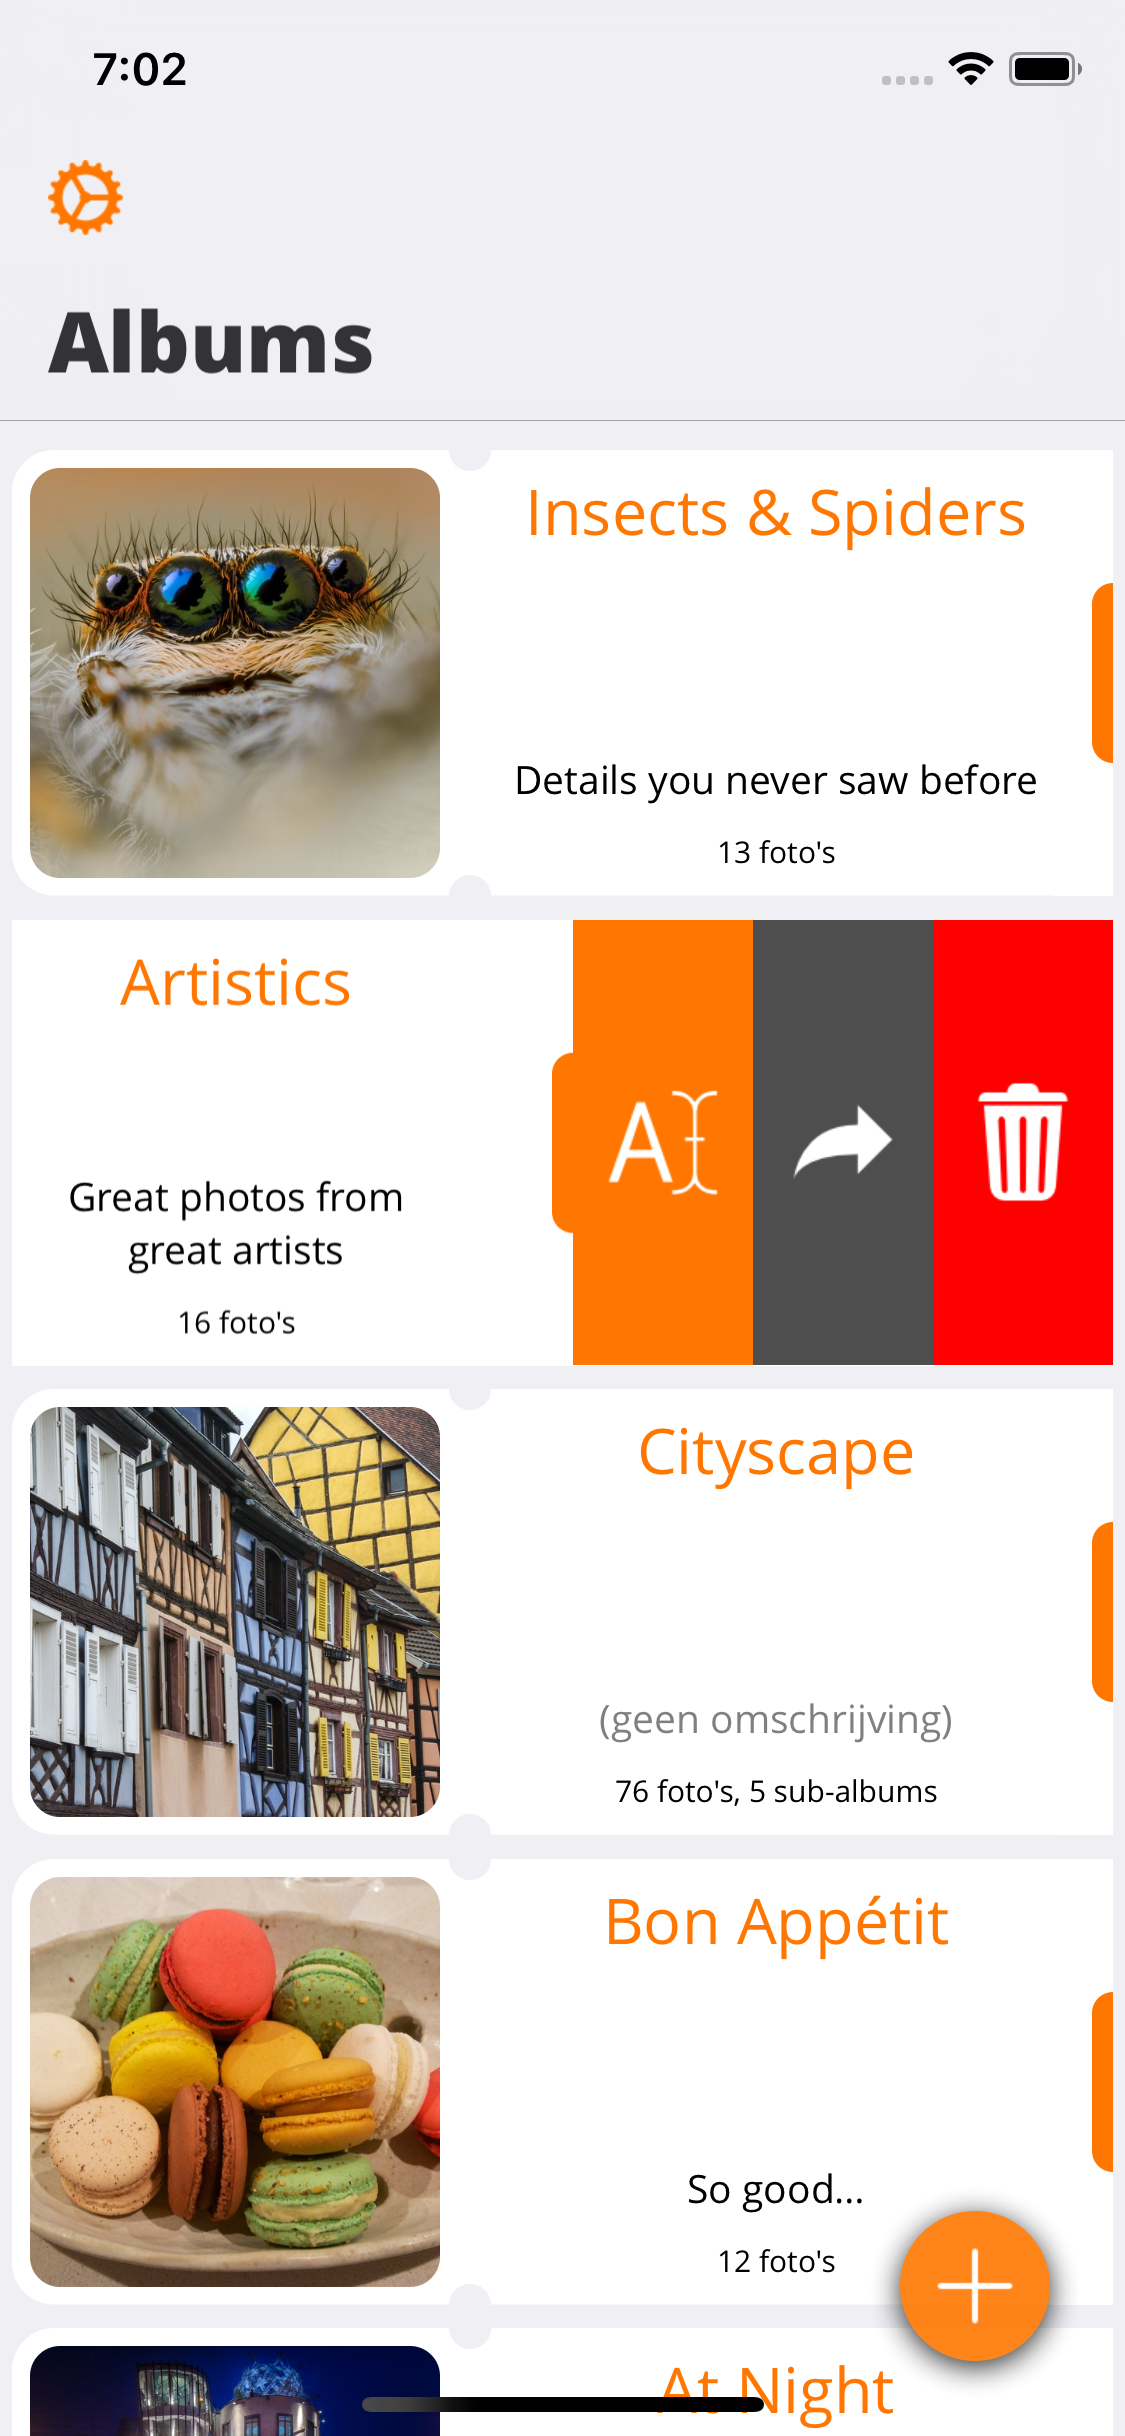 7:02
Albums
Insects & Spiders
Details you never saw before
13 foto's
Artistics
Great photos from
great artists
16 foto's
A
Cityscape
(geen omschrijving)
76 foto's, 5 sub-albums
Bon Appétit
So good...
12 foto's
At Night